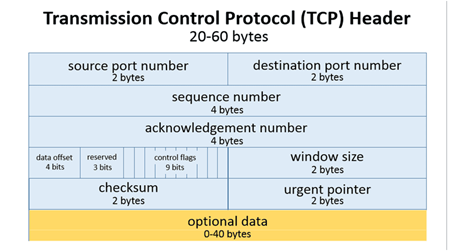 Transmission Control Protocol (TCP) Header
20-60 bytes
source port number
2 bytes
destination port number
2 bytes
sequence number
4 bytes
acknowledgement number
4 bytes
data offset
4 bits
reserved
3 bits
control flags
9 bits
window size
2 bytes
checksum
2 bytes
urgent pointer
2 bytes
optional data
0-40 bytes